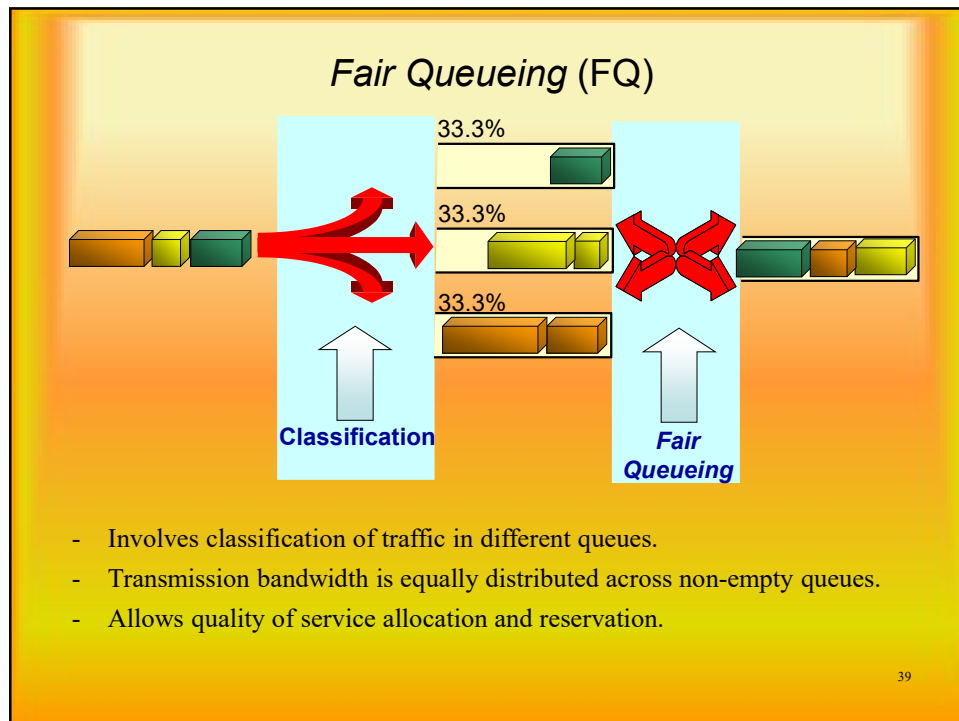 Fair Queueing (FQ)
33.3%
33.3%
33.3%
Classification
Fair
Queueing
- Involves classification of traffic in different queues.
- Transmission bandwidth is equally distributed across non-empty queues.
- Allows quality of service allocation and reservation.
39